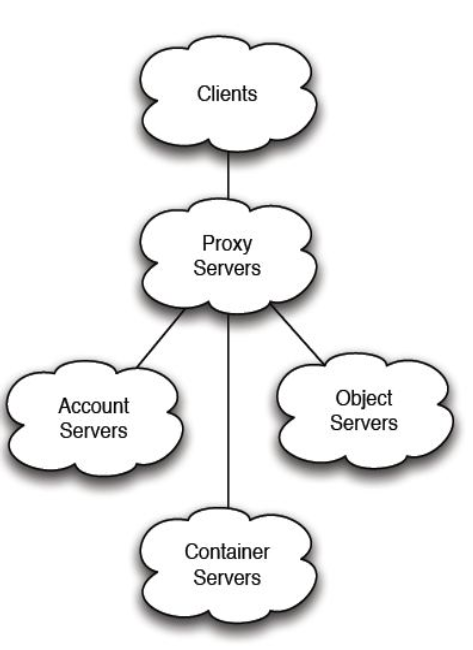 Clients
Proxy
Servers
Account
Servers
Object
Servers
Container
Servers